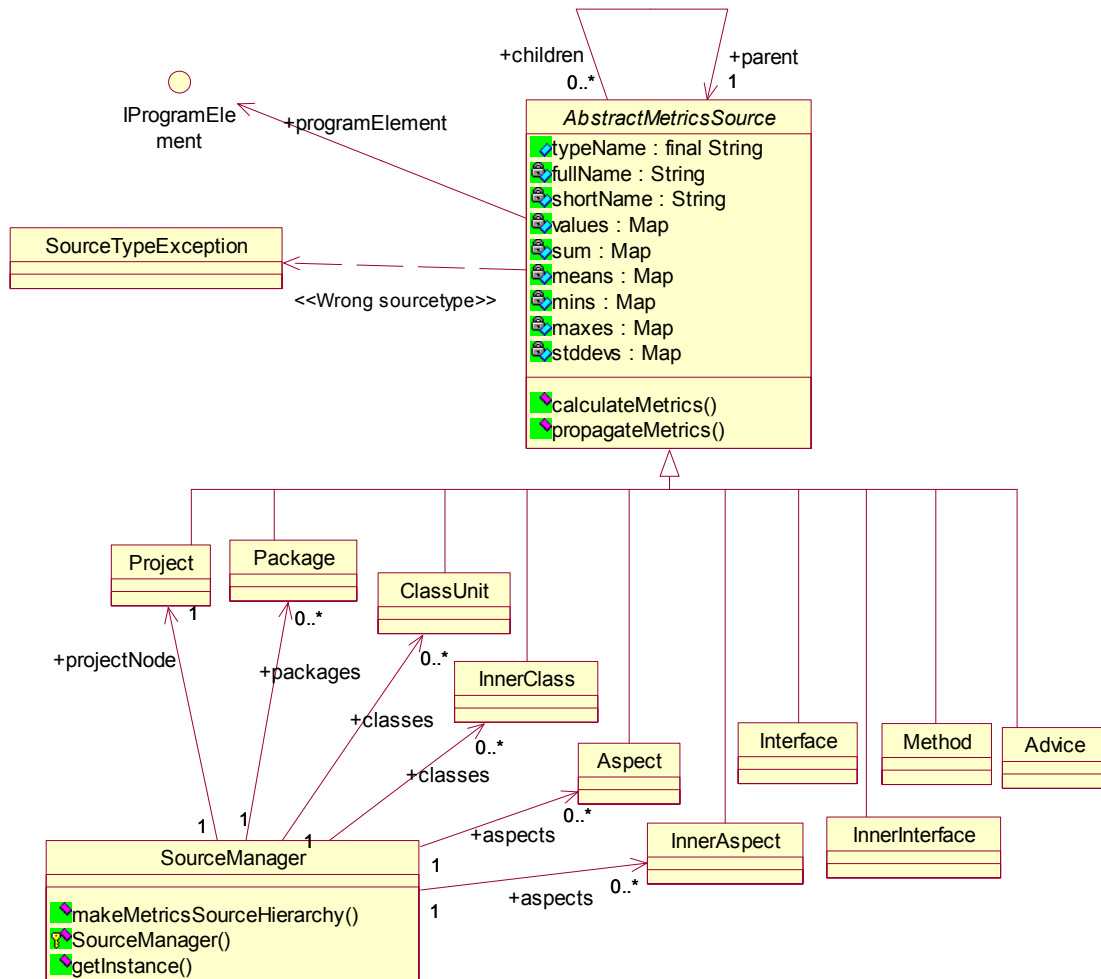 +children
0..*
+parent
1
IProgramEle
ment
+programElement
AbstractMetricsSource
typeName : final String
fullName : String
shortName : String
values : Map
sum : Map
means : Map
mins : Map
maxes : Map
stddevs : Map
calculateMetrics()
propagateMetrics()
SourceTypeException
<<Wrong sourcetype>>
Project
1
Package
0..*
ClassUnit
0..*
InnerClass
0..*
Aspect
0..*
InnerAspect
0..*
Interface
InnerInterface
Method
Advice
+projectNode
+packages
+classes
+classes
+aspects
+aspects
1
1
1
1
1
SourceManager
makeMetricsSourceHierarchy()
SourceManager()
getInstance()